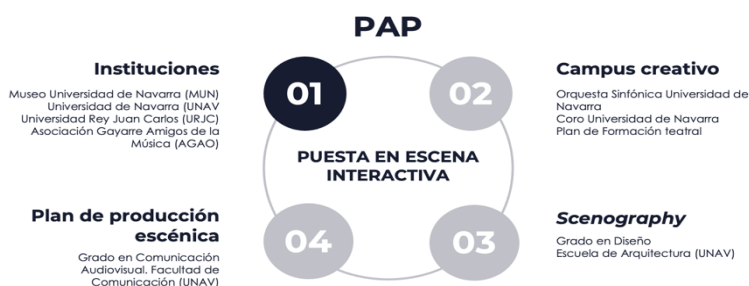 PAP
Instituciones
Museo Universidad de Navarra (MUN)
Universidad de Navarra (UNAV
Universidad Rey Juan Carlos (URJC)
Asociación Gayarre Amigos de la
Música (AGAO)
01
02
Campus creativo
Orquesta Sinfónica Universidad de
Navarra
Coro Universidad de Navarra
Plan de Formación teatral
PUESTA EN ESCENA
INTERACTIVA
Plan de producción
escénica
Grado en Comunicación
Audiovisual. Facultad de
Comunicación (UNAV)
04
03
Scenography
Grado en Diseño
Escuela de Arquitectura (UNAV)